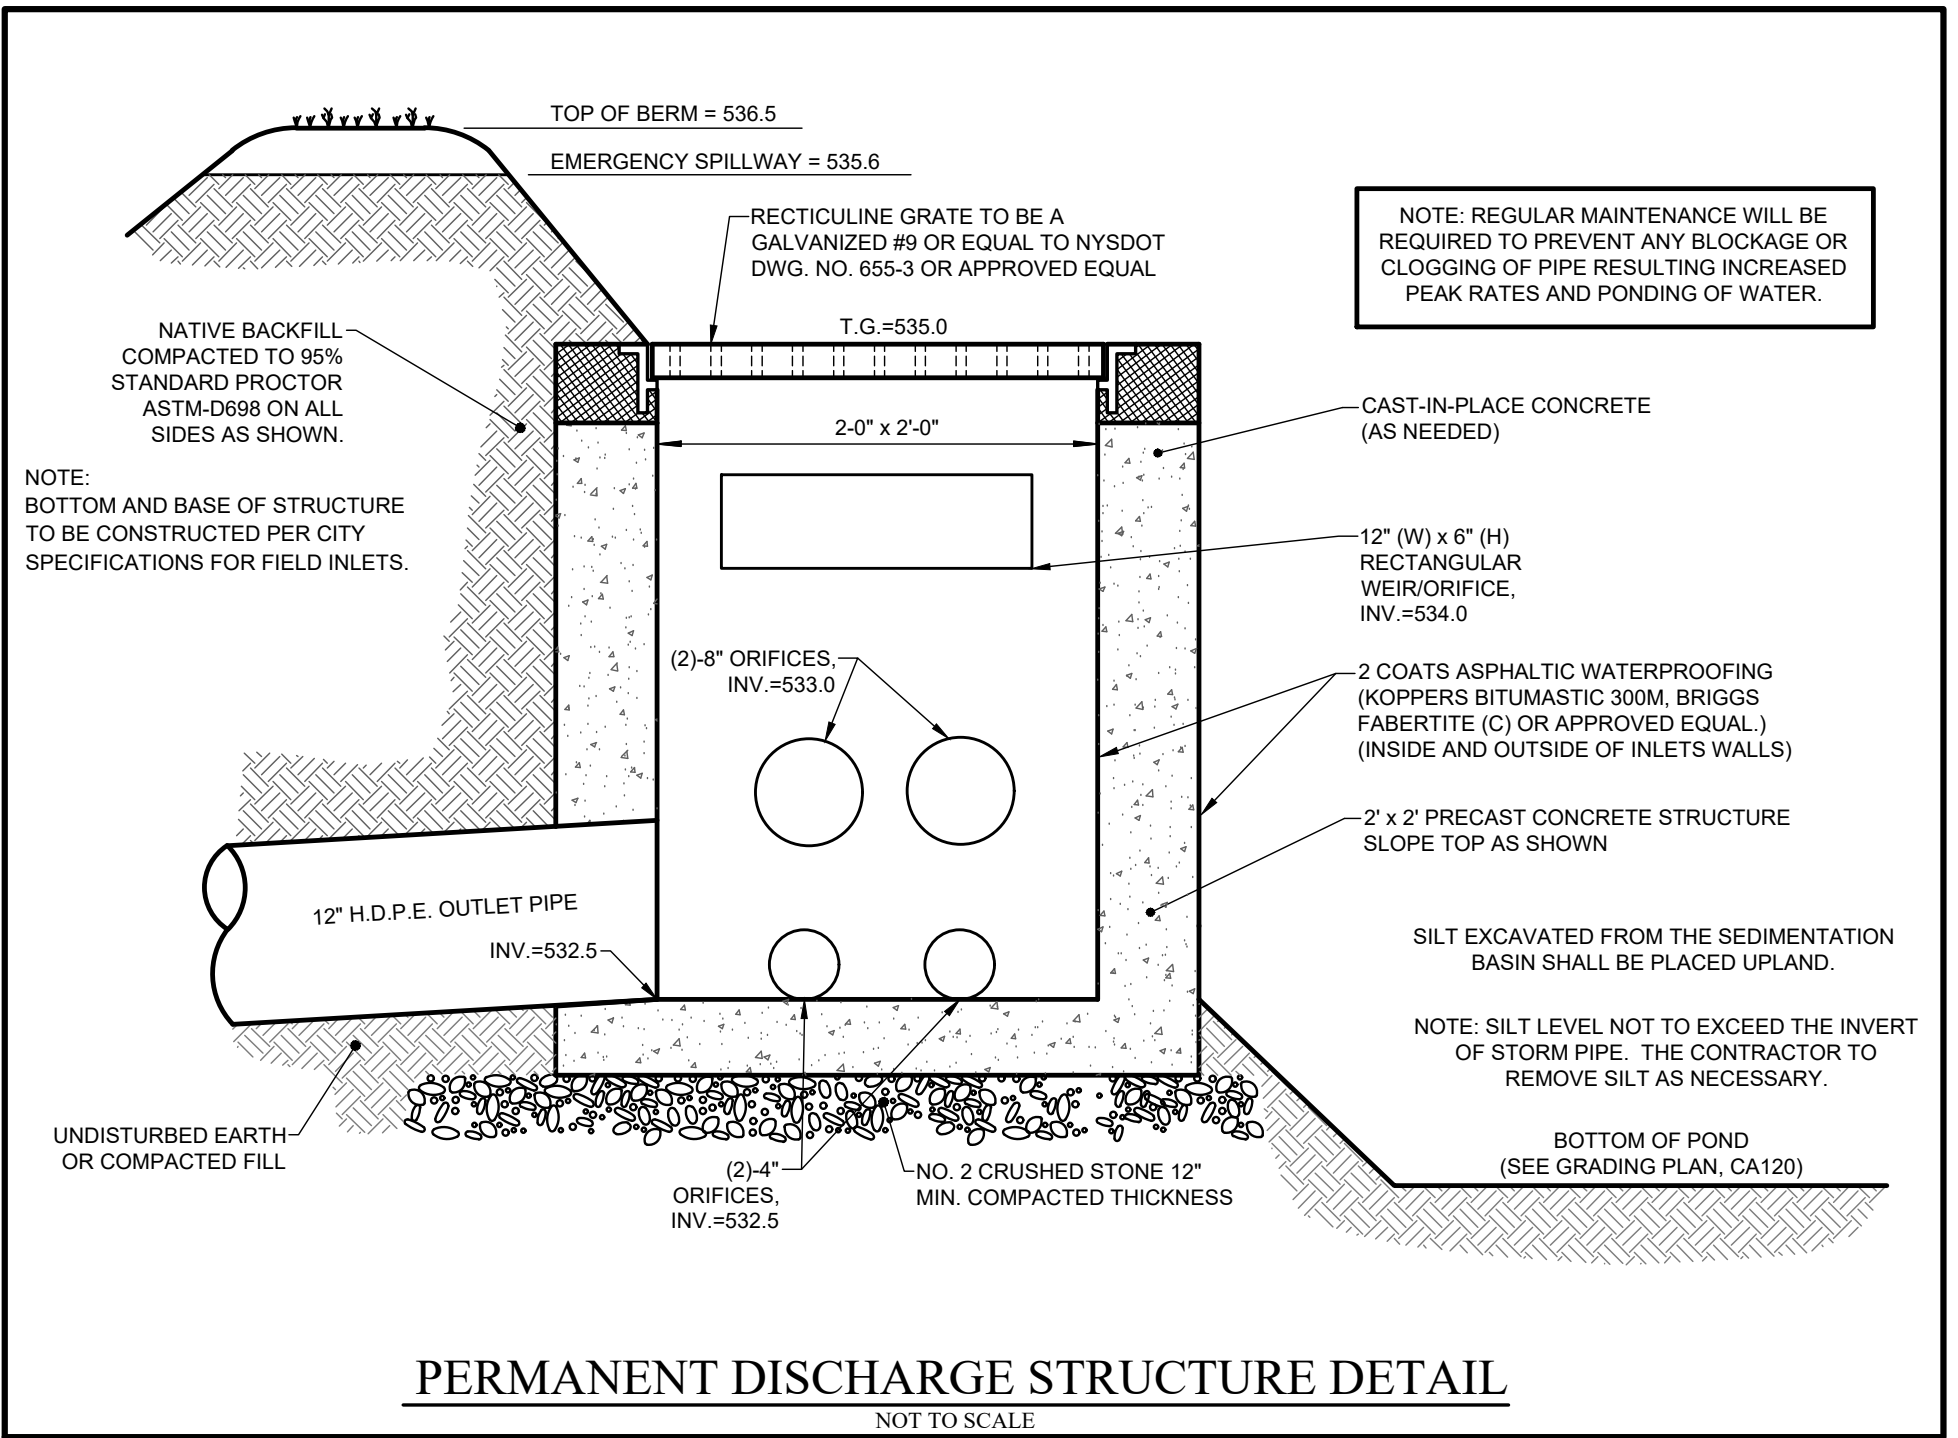 TOP OF BERM = 536.5
EMERGENCY SPILLWAY = 535.6
RECTICULINE GRATE TO BE A
GALVANIZED #9 OR EQUAL TO NYSDOT
DWG. NO. 655-3 OR APPROVED EQUAL
NOTE: REGULAR MAINTENANCE WILL BE
REQUIRED TO PREVENT ANY BLOCKAGE OR
CLOGGING OF PIPE RESULTING INCREASED
PEAK RATES AND PONDING OF WATER.
T.G.=535.0
NATIVE BACKFILL
COMPACTED TO 95%
STANDARD PROCTOR
ASTM-D698 ON ALL
SIDES AS SHOWN.
NOTE:
BOTTOM AND BASE OF STRUCTURE
TO BE CONSTRUCTED PER CITY
SPECIFICATIONS FOR FIELD INLETS.
2-0" x 2'-0"
CAST-IN-PLACE CONCRETE
(AS NEEDED)
12" (W) x 6" (H)
RECTANGULAR
WEIR/ORIFICE,
INV.=534.0
(2)-8" ORIFICES,
INV.=533.0
2 COATS ASPHALTIC WATERPROOFING
(KOPPERS BITUMASTIC 300M, BRIGGS
FABERTITE (C) OR APPROVED EQUAL.)
(INSIDE AND OUTSIDE OF INLETS WALLS)
2' x 2' PRECAST CONCRETE STRUCTURE
SLOPE TOP AS SHOWN
12" H.D.P.E. OUTLET PIPE
INV.=532.5
SILT EXCAVATED FROM THE SEDIMENTATION
BASIN SHALL BE PLACED UPLAND.
NOTE: SILT LEVEL NOT TO EXCEED THE INVERT
OF STORM PIPE. THE CONTRACTOR TO
REMOVE SILT AS NECESSARY.
UNDISTURBED EARTH
OR COMPACTED FILL
(2)-4"
ORIFICES,
INV.=532.5
NO. 2 CRUSHED STONE 12"
MIN. COMPACTED THICKNESS
BOTTOM OF POND
(SEE GRADING PLAN, CA120)
PERMANENT DISCHARGE STRUCTURE DETAIL
NOT TO SCALE